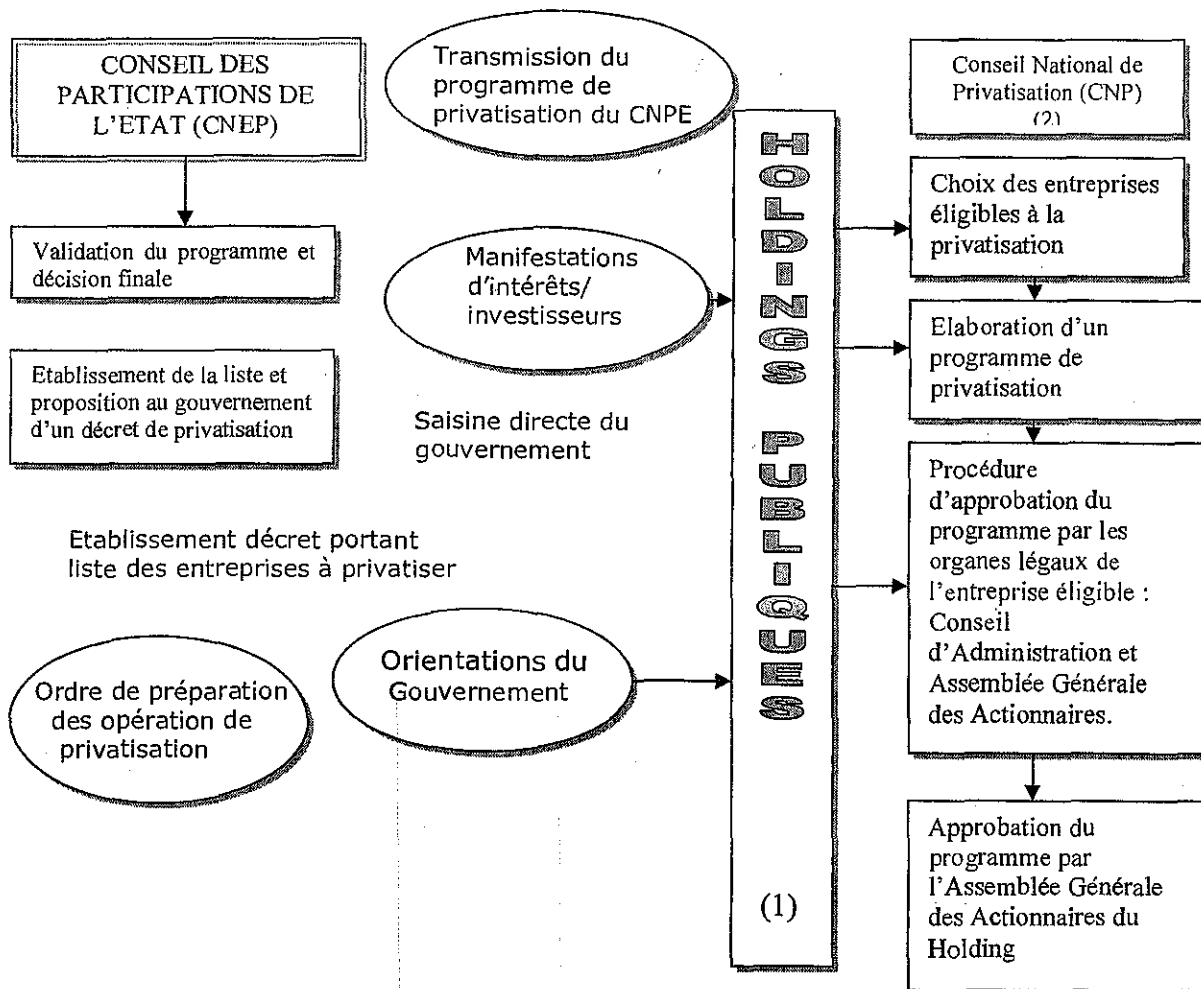 CONSEIL DES
PARTICIPATIONS DE
L'ETAT (CNEP)
Validation du programme et
décision finale
Etablissement de la liste et
proposition au gouvernement
d'un décret de privatisation
Etablissement décret portant
liste des entreprises à privatiser
Ordre de préparation
des opération de
privatisation
Transmission du
programme de
privatisation du CNPE
Manifestations
d'intérêts/
investisseurs
Saisine directe du
gouvernement
Orientations du
Gouvernement
HOLDINGS PUBLIQUES
(1)
Conseil National de
Privatisation (CNP)
(2)
Choix des entreprises
éligibles à la
privatisation
Elaboration d'un
programme de
privatisation
Procédure
d'approbation du
programme par les
organes légaux de
l'entreprise éligible :
Conseil
d'Administration et
Assemblée Générale
des Actionnaires.
Approbation du
programme par
l'Assemblée Générale
des Actionnaires du
Holding